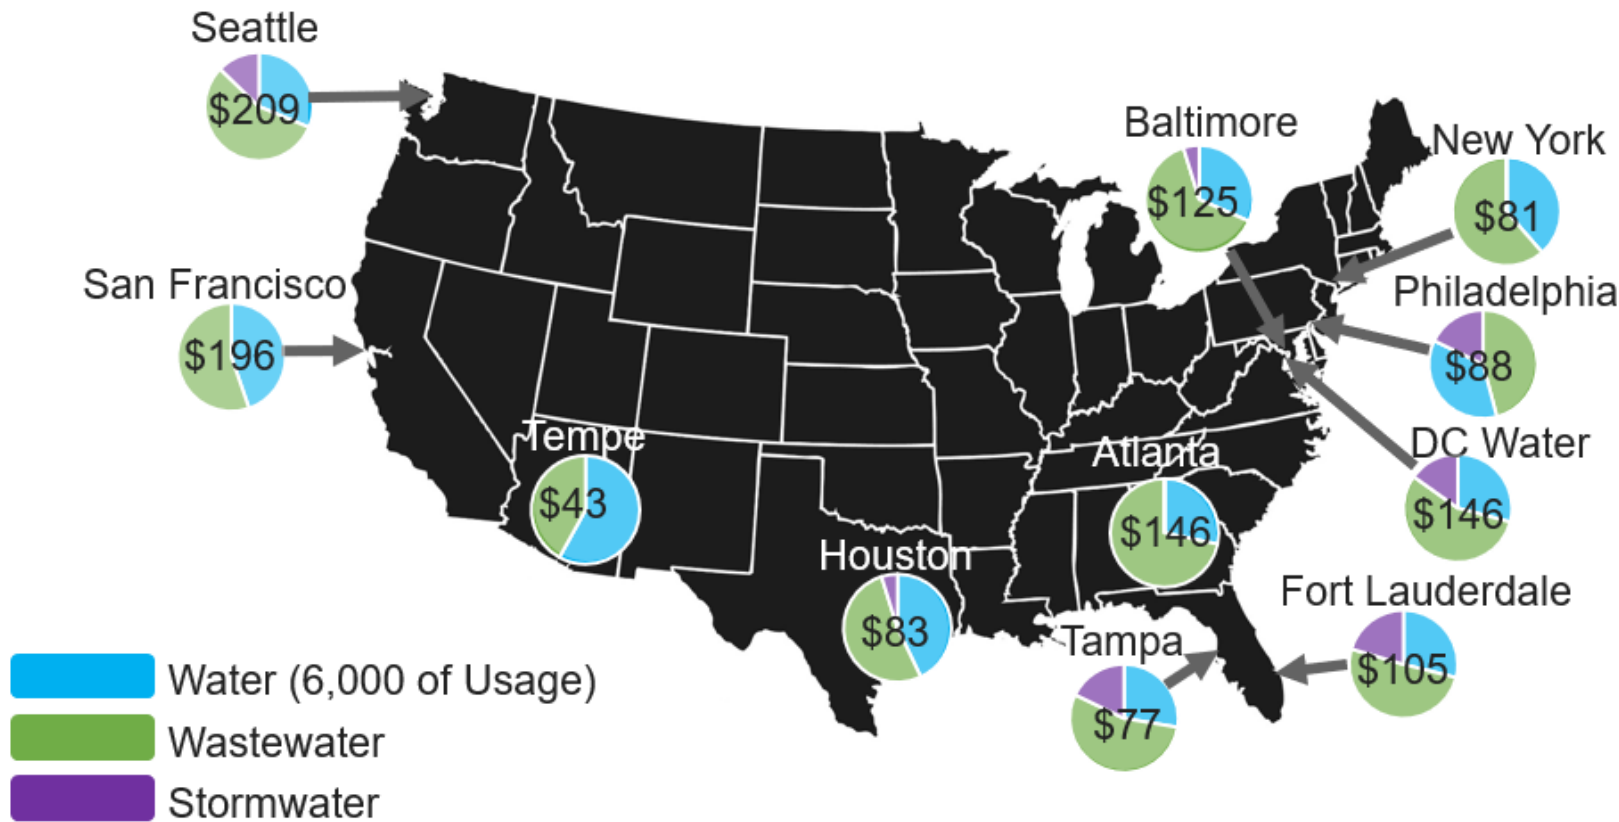 Seattle
$209
Baltimore
$125
New York
$81
San Francisco
$196
Philadelphia
$88
Tempe
$43
Atlanta
$146
DC Water
$146
Houston
$83
Fort Lauderdale
$105
Tampa
$77
Water (6,000 of Usage)
Wastewater
Stormwater